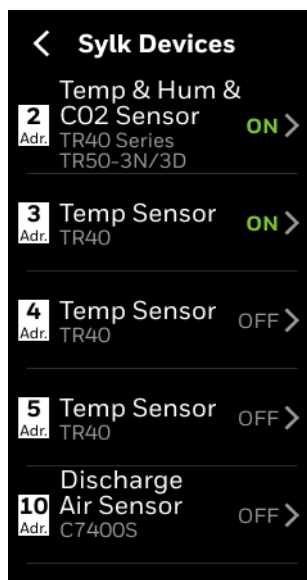 Sylk Devices
Temp & Hum &
2 CO2 Sensor ON
Adr. TR40 Series
TR50-3N/3D
3 Temp Sensor ON
Adr. TR40
4 Temp Sensor OFF
Adr. TR40
5 Temp Sensor OFF
Adr. TR40
Discharge
10 Air Sensor OFF
Adr. C7400S